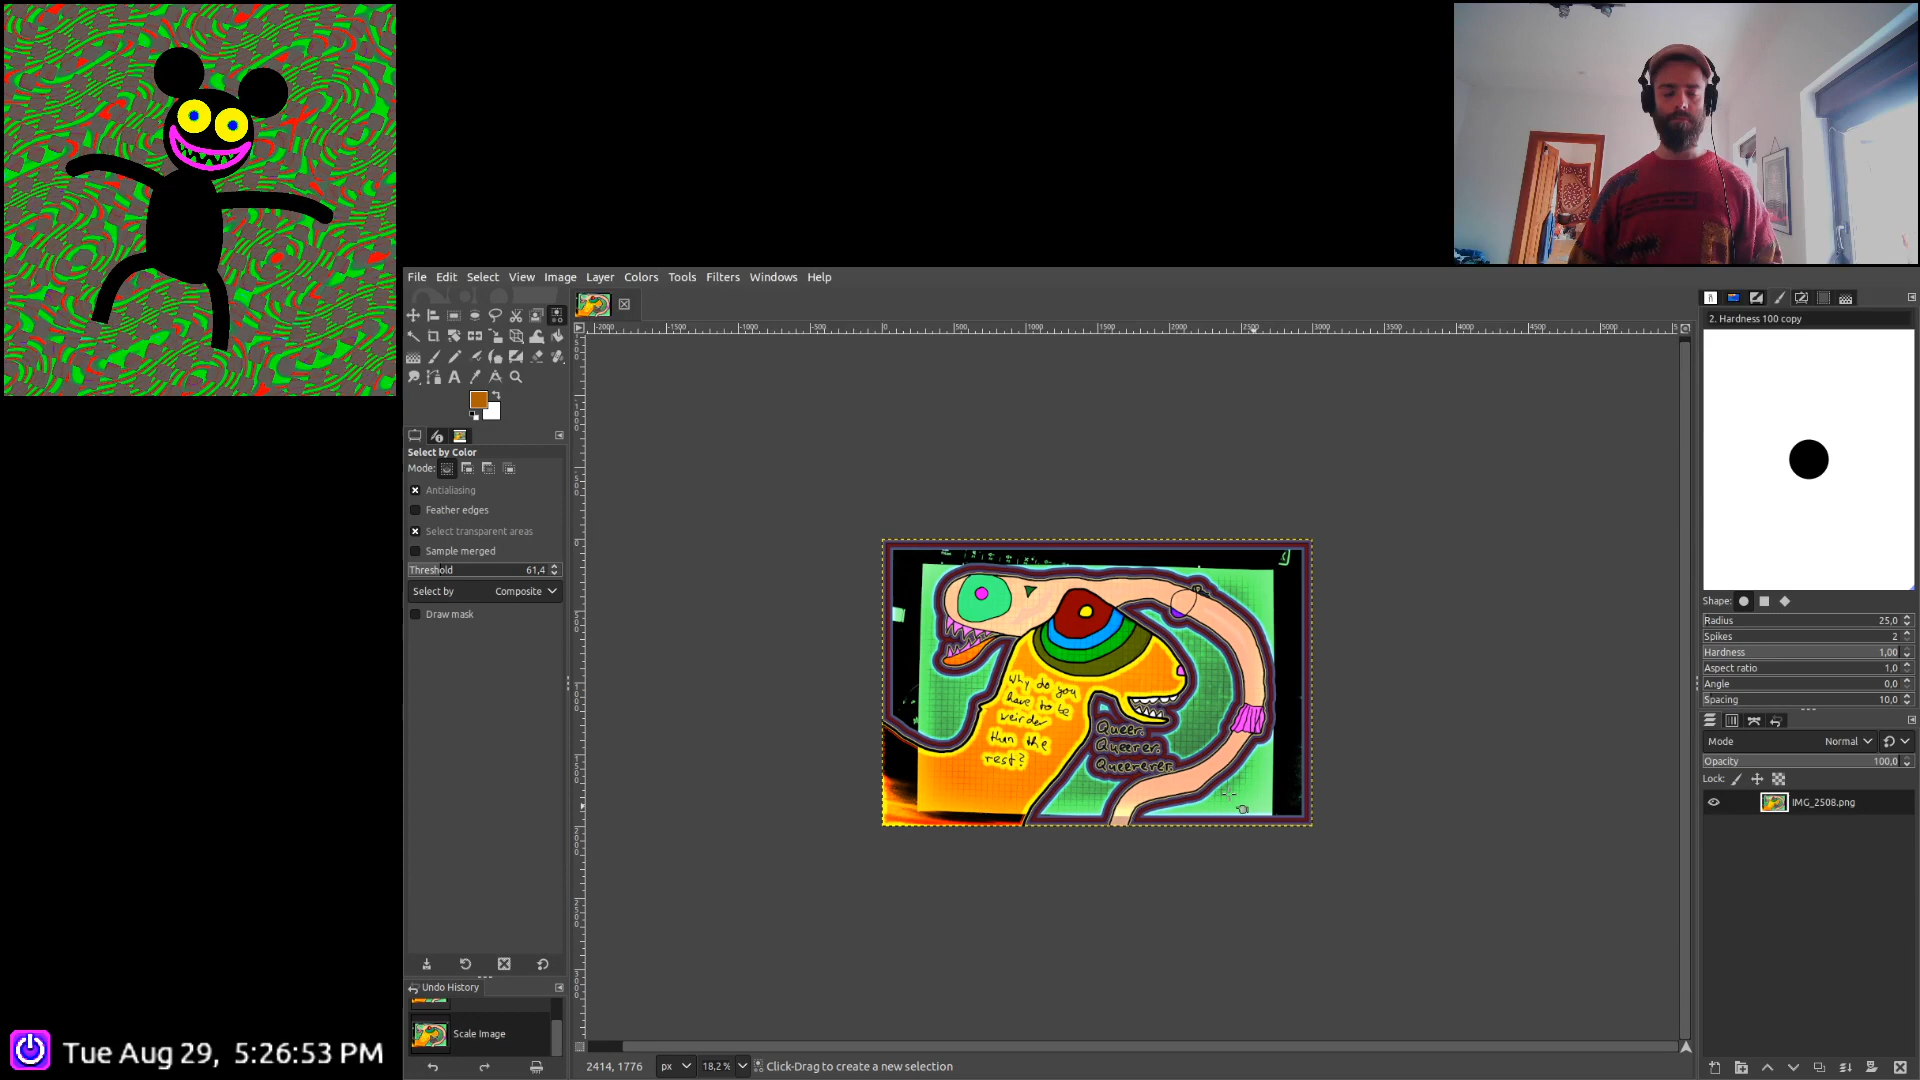 File Edit Select View Image Layer Colors Tools Filters Windows Help
2. Hardness 100 copy
Select by Color
Mode:
Antialiasing
Feather edges
Select transparent areas
Sample merged
Threshold 61,4
Select by Composite
Draw mask
Why do you
have to be
weirder
than the
rest?
Queer.
Queerer.
Queererer.
Shape:
Radius 25,0
Spikes 2
Hardness 1,00
Aspect ratio 1,0
Angle 0,0
Spacing 10,0
Mode Normal
Opacity 100,0
Lock:
IMG_2508.png
Undo History
Scale Image
Tue Aug 29, 5:26:53 PM
2414, 1776 px 18,2 % Click-Drag to create a new selection